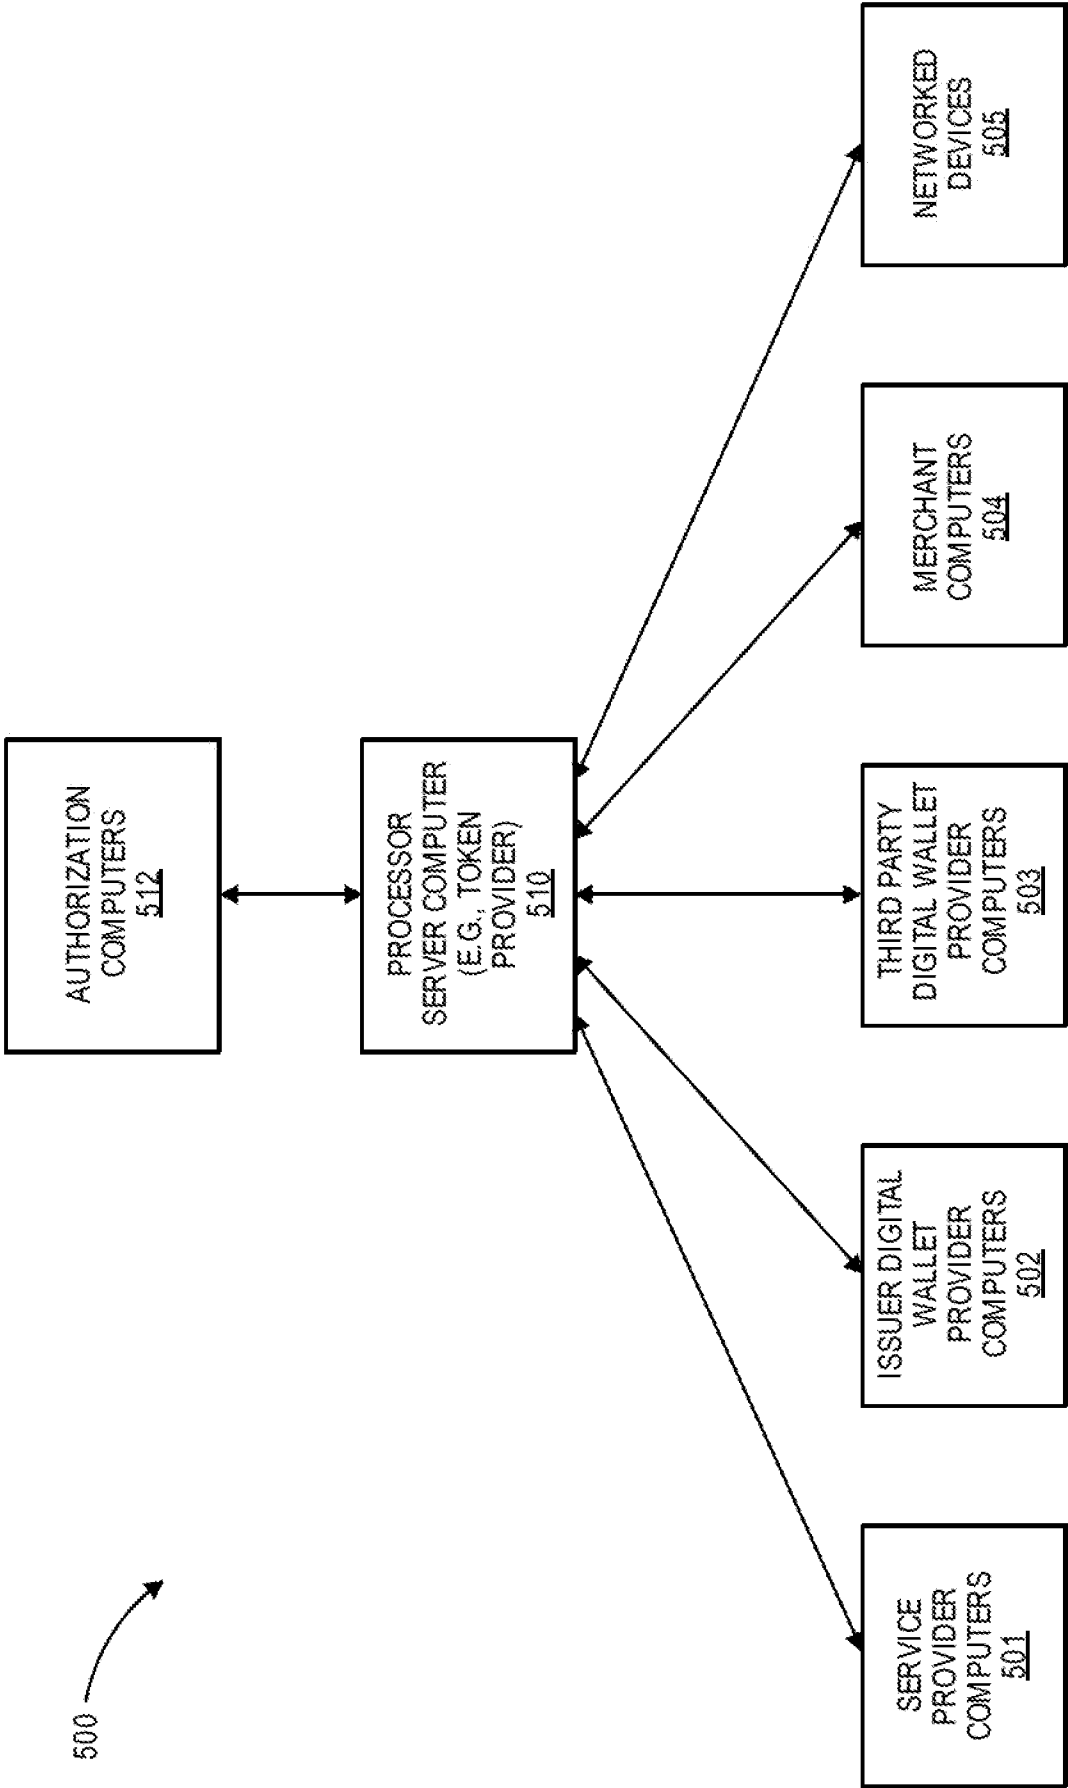 500
AUTHORIZATION
COMPUTERS
512
PROCESSOR
SERVER COMPUTER
(E.G., TOKEN
PROVIDER)
510
SERVICE
PROVIDER
COMPUTERS
501
ISSUER DIGITAL
WALLET
PROVIDER
COMPUTERS
502
THIRD PARTY
DIGITAL WALLET
PROVIDER
COMPUTERS
503
MERCHANT
COMPUTERS
504
NETWORKED
DEVICES
505